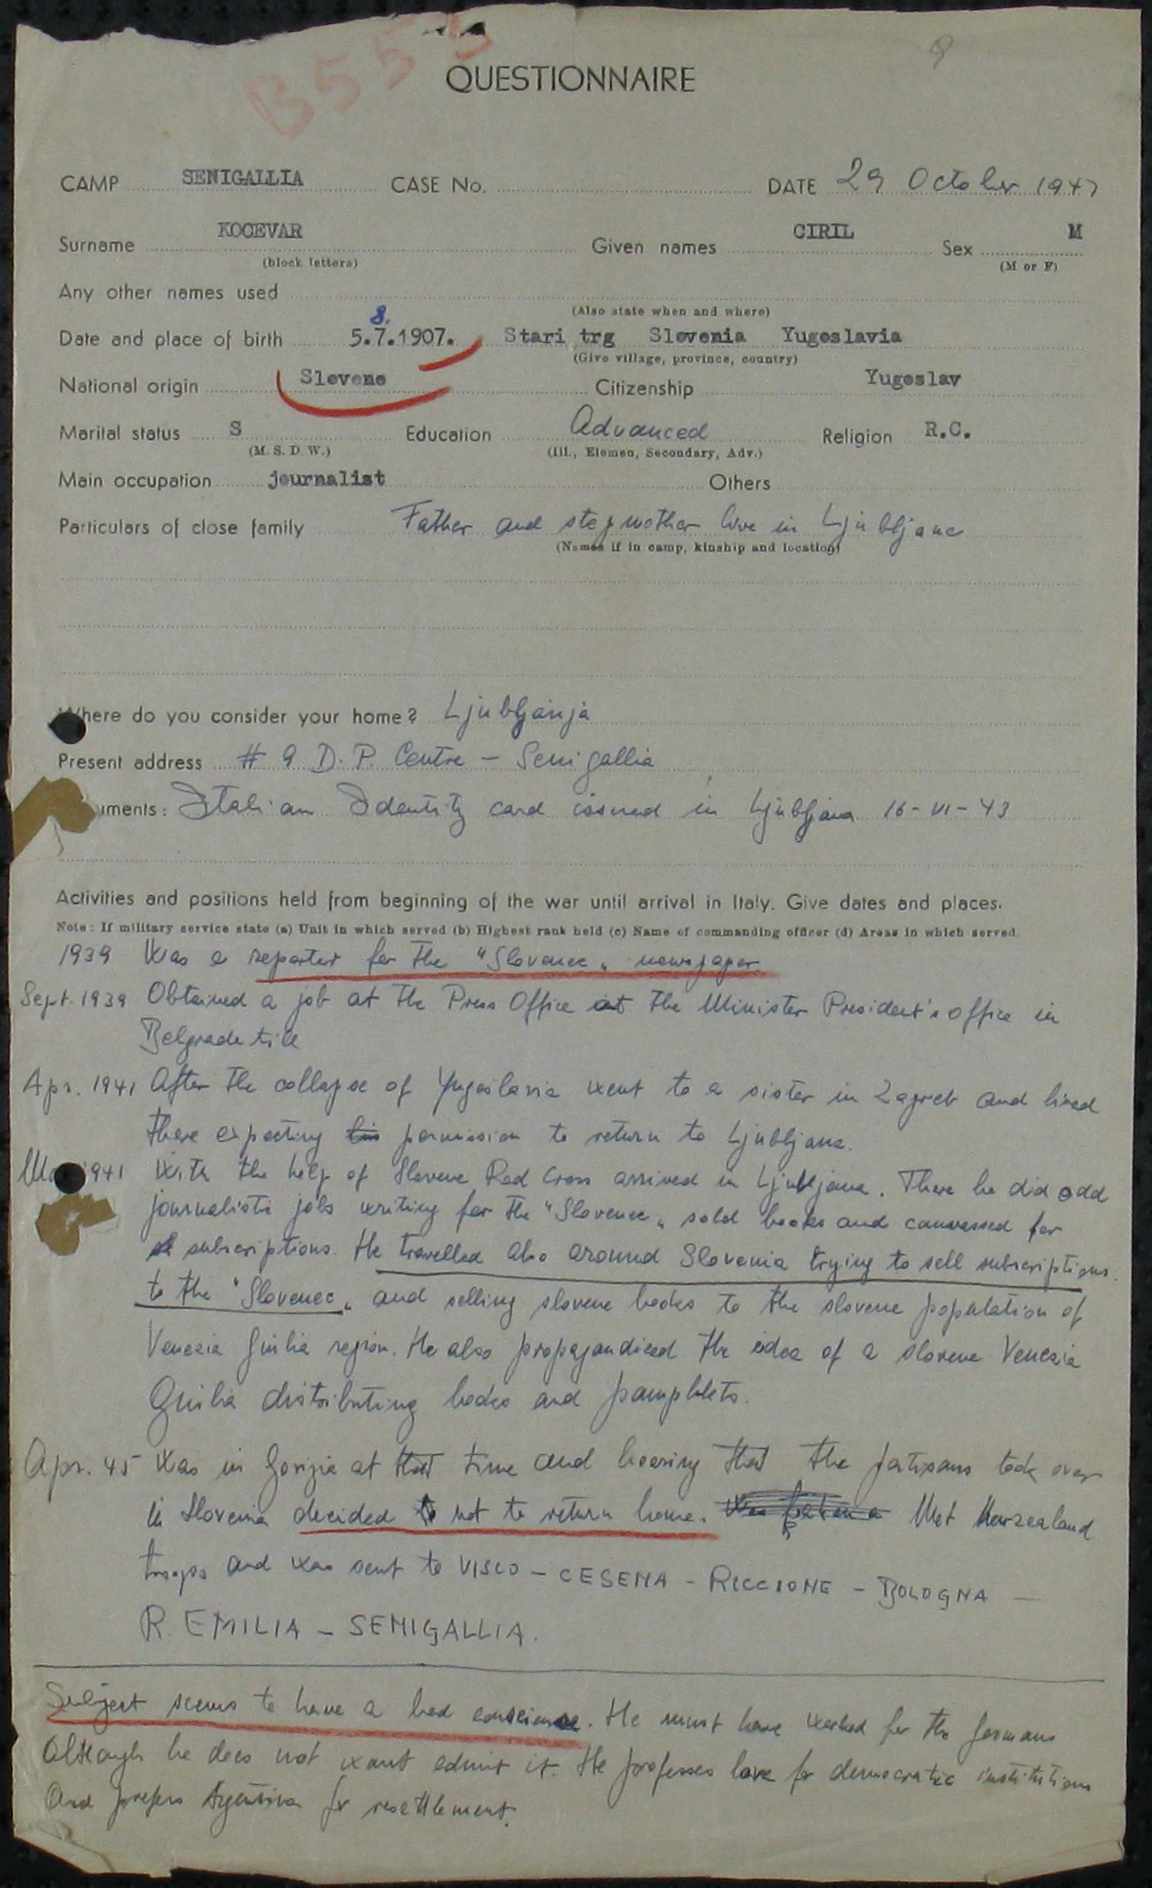 B555
9
QUESTIONNAIRE
CAMP SENIGALLIA CASE No. DATE 29 October 1947
Surname KOCEVAR Given names CIRIL Sex M
(block letters) (M or F)
Any other names used
(Also state when and where)
8.
Date and place of birth 5.7.1907. Stari trg Slovenia Yugoslavia
(Give village, province, country)
National origin Slovene Citizenship Yugoslav
Marital status S Education Advanced Religion R.C.
(M. S. D. W.) (Ill., Elemen, Secondary, Adv.)
Main occupation journalist Others
Particulars of close family Father and stepmother live in Ljubljana
(Names if in camp, kinship and location)
Where do you consider your home? Ljubljanja
Present address # 9 D.P. Centre - Senigallia
uments: Italian Identity card issued in Ljubljana 16-VI-43
Activities and positions held from beginning of the war until arrival in Italy. Give dates and places.
Note: If military service state (a) Unit in which served (b) Highest rank held (c) Name of commanding officer (d) Areas in which served.
1939 Was a reporter for the "Slovenec" newspaper
Sept. 1939 Obtained a job at the Press Office at the Minister President's office in
Belgrade till
Apr. 1941 After the collapse of Yugoslavia went to a sister in Zagreb and lived
there expecting his permission to return to Ljubljana.
Ma 1941 With the help of Slovene Red Cross arrived in Ljubljana. There he did odd
journalistic jobs writing for the "Slovenec" sold books and canvassed for
subscriptions. He travelled also around Slovenia trying to sell subscriptions
to the "Slovenec" and selling slovene books to the slovene population of
Venezia Giulia region. He also propagandized the idea of a slovene Venezia
Giulia distributing books and pamphlets.
Apr. 45 Was in Gorizia at that time and hearing that the partisans took over
in Slovenia decided to not to return home. Met Newzealand
troops and was sent to VISCO - CESENA - RICCIONE - BOLOGNA -
R. EMILIA - SENIGALLIA.
Subject seems to have a bad conscience. He must have worked for the Germans
Although he does not want admit it. He professes love for democratic institutions
and prefers Argentina for resettlement.